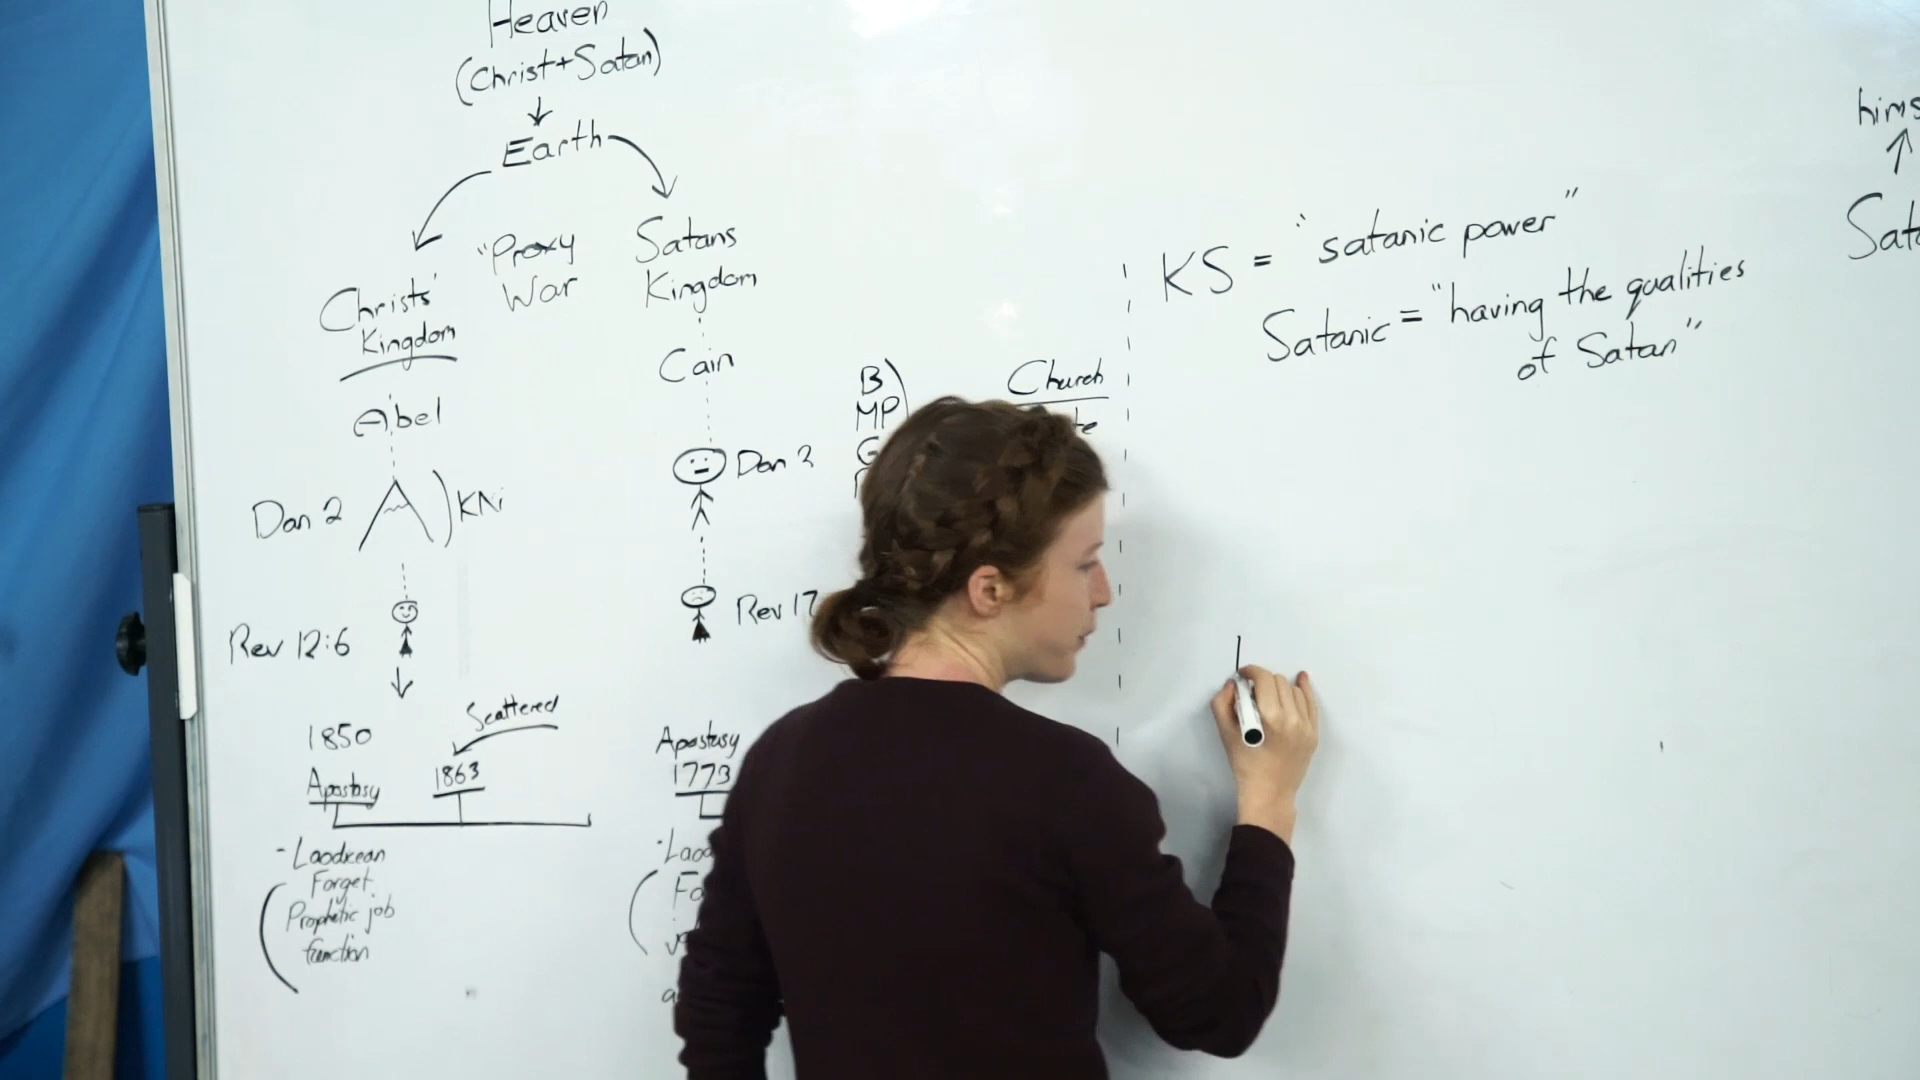 Heaven
(Christ+Satan)
Earth
"Proxy
War
Christs'
Kingdom
Satans
Kingdom
Abel
Cain
Dan 2
KNi
Dan 2
Rev 12:6
Rev 17
B
MP
G
Church
1850
Apostasy
Scattered
1863
- Laodicean
Forget
Prophetic job
function
Apostasy
1773
KS = "satanic power"
Satanic = "having the qualities
of Satan"